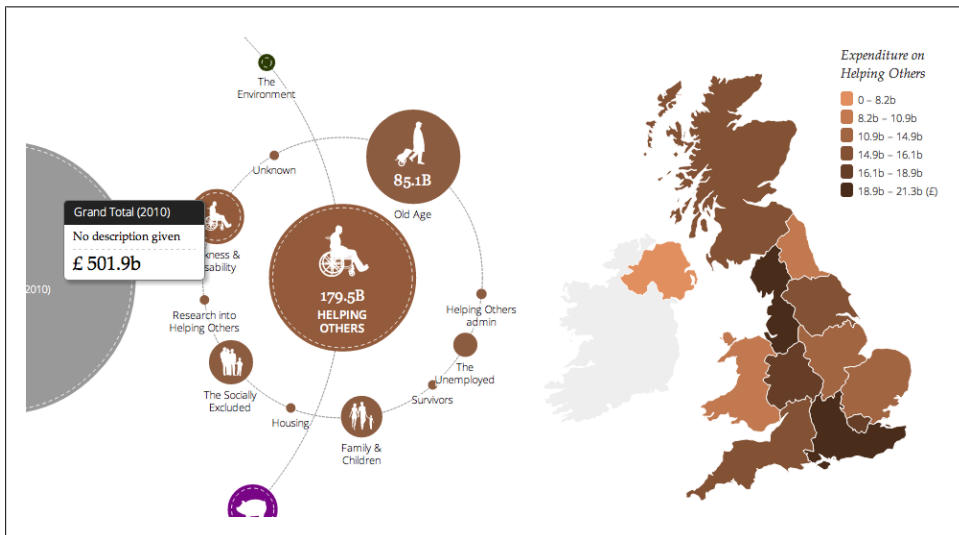 The
Environment
Unknown
85.1B
Old Age
Grand Total (2010)
No description given
£ 501.9b
2010)
kness &
sability
179.5B
HELPING
OTHERS
Helping Others
admin
Research into
Helping Others
The
Unemployed
The Socially
Excluded
Survivors
Housing
Family &
Children
Expenditure on
Helping Others
0 – 8.2b
8.2b – 10.9b
10.9b – 14.9b
14.9b – 16.1b
16.1b – 18.9b
18.9b – 21.3b (£)